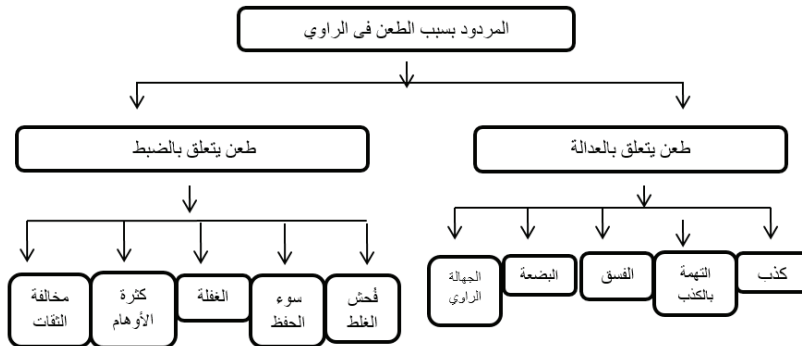 المردود بسبب الطعن فى الراوي
طعن يتعلق بالعدالة
طعن يتعلق بالضبط
كذب
التهمة
بالكذب
الفسق
البضعة
الجهالة
الراوي
فُحش
الغلط
سوء
الحفظ
الغفلة
كثرة
الأوهام
مخالفة
الثقات